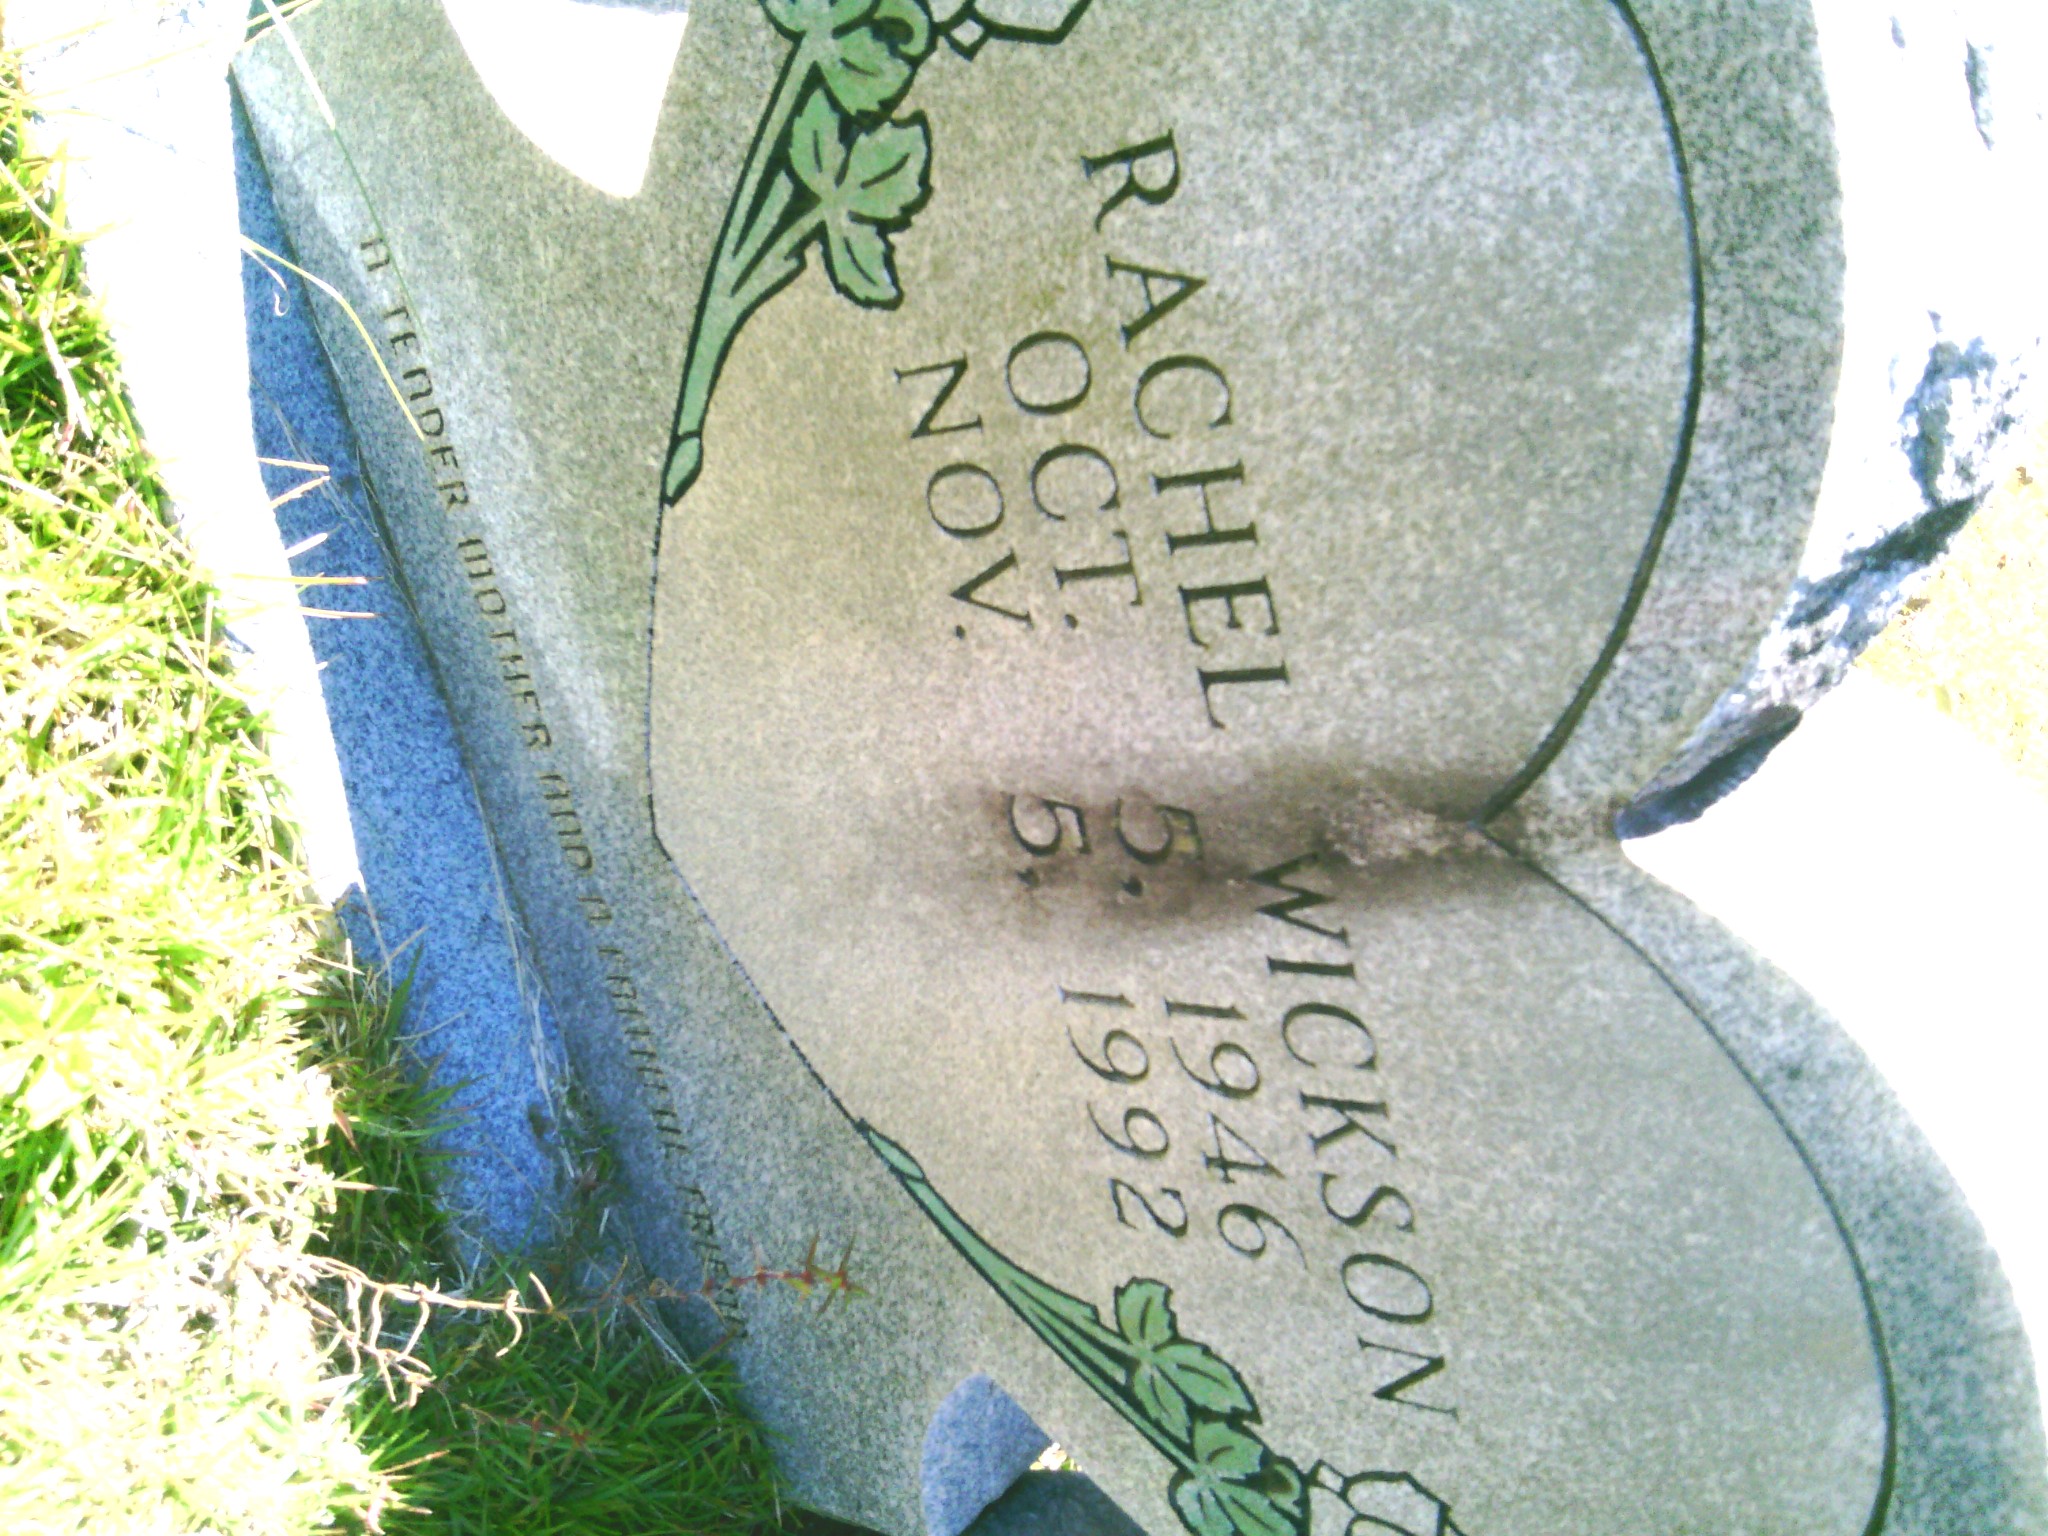 RACHEL WICKSON
OCT. 5, 1946
NOV. 5, 1992
A TENDER MOTHER AND A FAITHFUL FRIEND